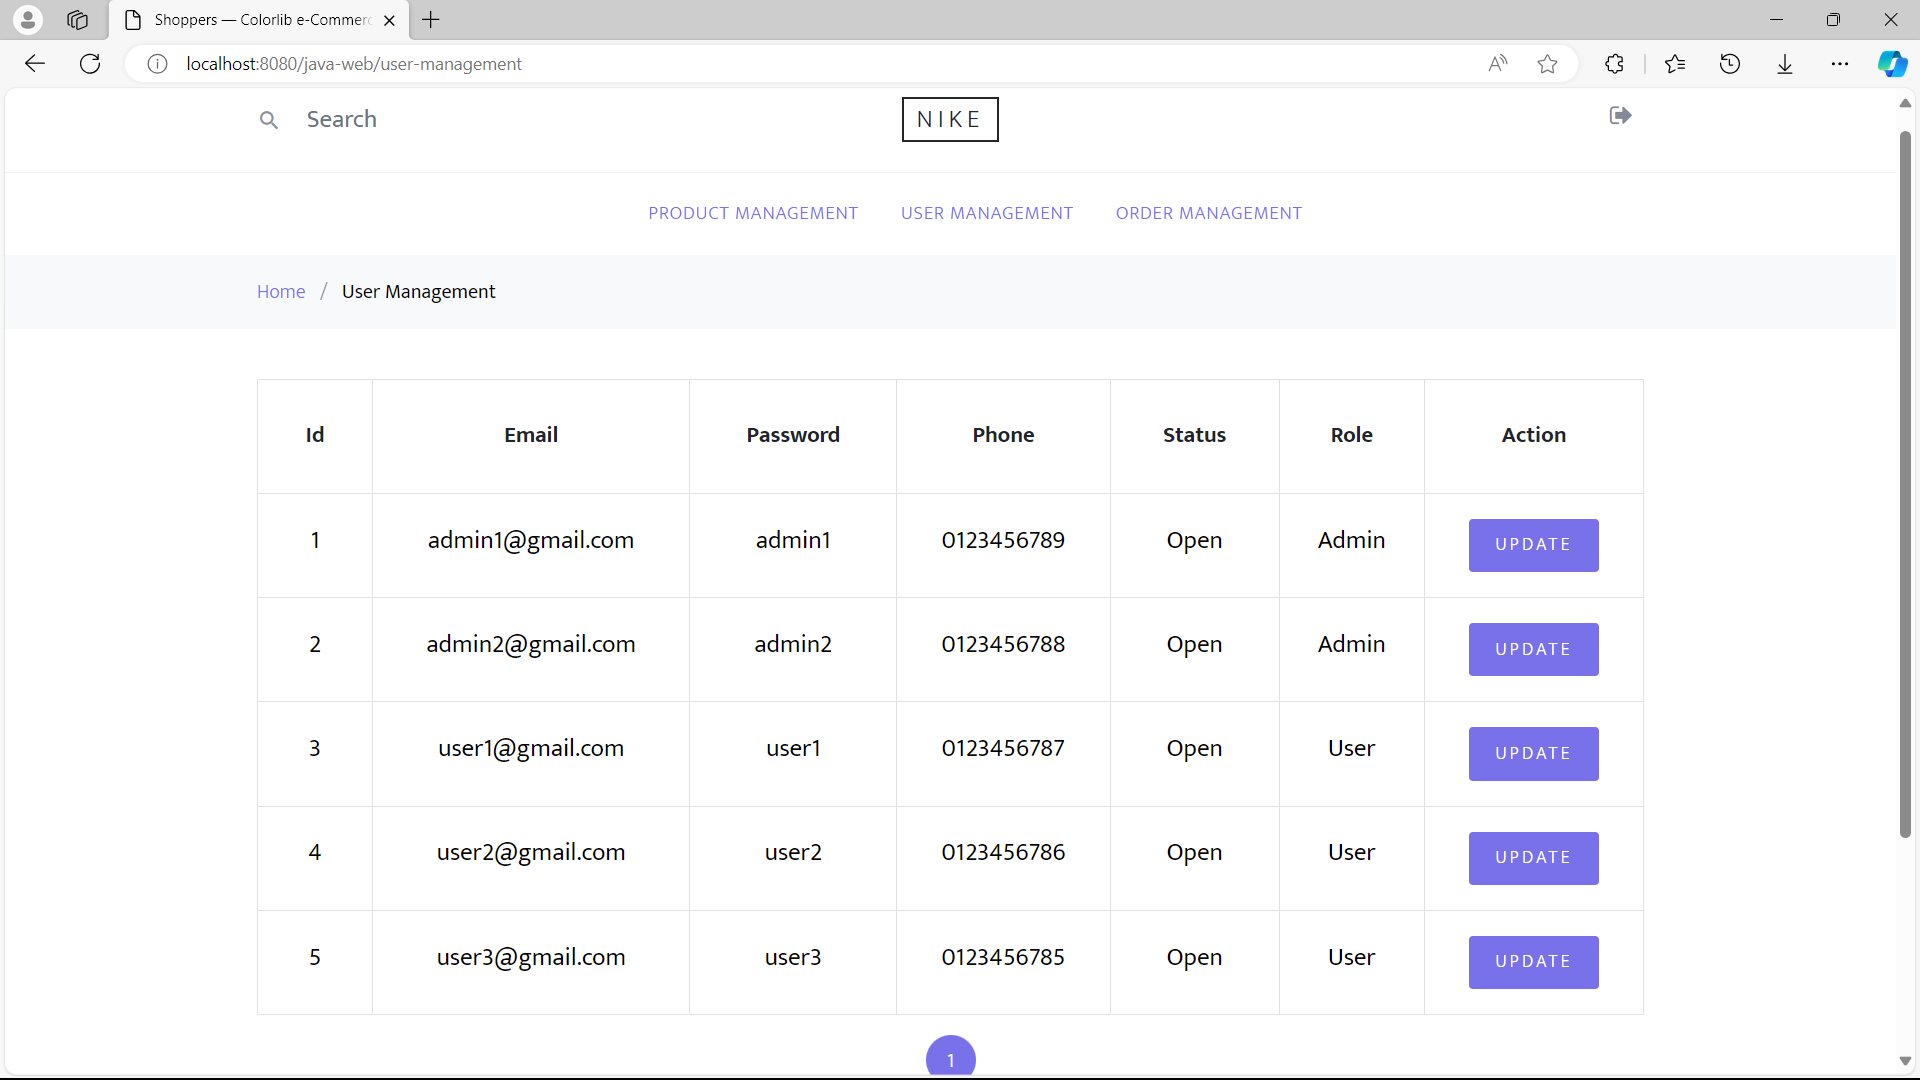 Shoppers — Colorlib e-Commerc
localhost:8080/java-web/user-management
Search
NIKE
PRODUCT MANAGEMENT USER MANAGEMENT ORDER MANAGEMENT
Home / User Management
Id Email Password Phone Status Role Action
1 admin1@gmail.com admin1 0123456789 Open Admin UPDATE
2 admin2@gmail.com admin2 0123456788 Open Admin UPDATE
3 user1@gmail.com user1 0123456787 Open User UPDATE
4 user2@gmail.com user2 0123456786 Open User UPDATE
5 user3@gmail.com user3 0123456785 Open User UPDATE
1